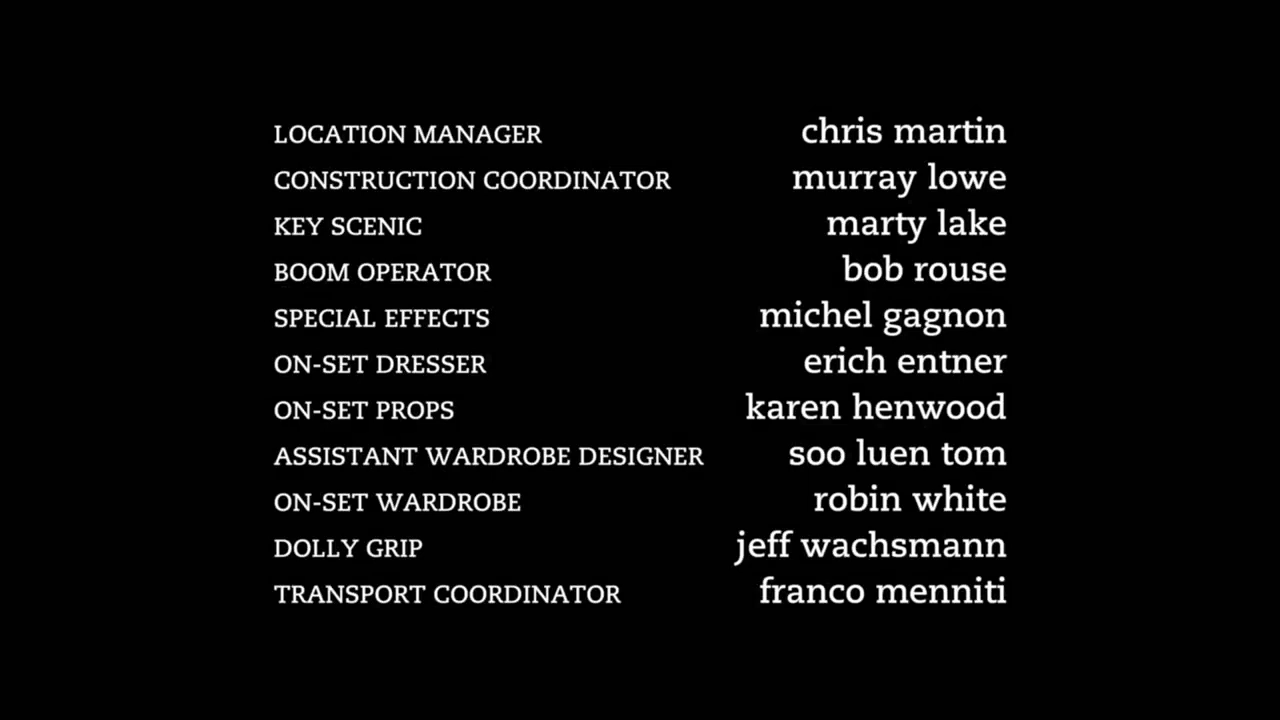 LOCATION MANAGER chris martin
CONSTRUCTION COORDINATOR murray lowe
KEY SCENIC marty lake
BOOM OPERATOR bob rouse
SPECIAL EFFECTS michel gagnon
ON-SET DRESSER erich entner
ON-SET PROPS karen henwood
ASSISTANT WARDROBE DESIGNER soo luen tom
ON-SET WARDROBE robin white
DOLLY GRIP jeff wachsmann
TRANSPORT COORDINATOR franco menniti